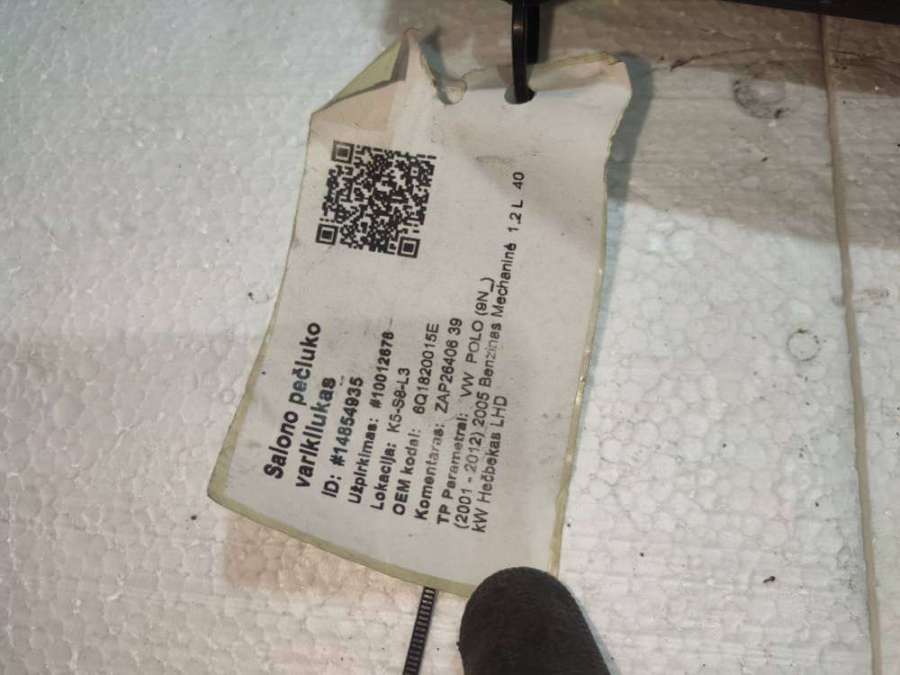 Salono pečiuko
varikliukas
ID: #14854935
Užpirkimas: #10012678
Lokacija: K5-S8-L3
OEM kodai: 6Q1820015E
Komentaras: ZAP26406 39
TP Parametrai: VW POLO (9N_)
(2001 - 2012) 2005 Benzinas Mechaninė 1.2 L 40
kW Hečbekas LHD